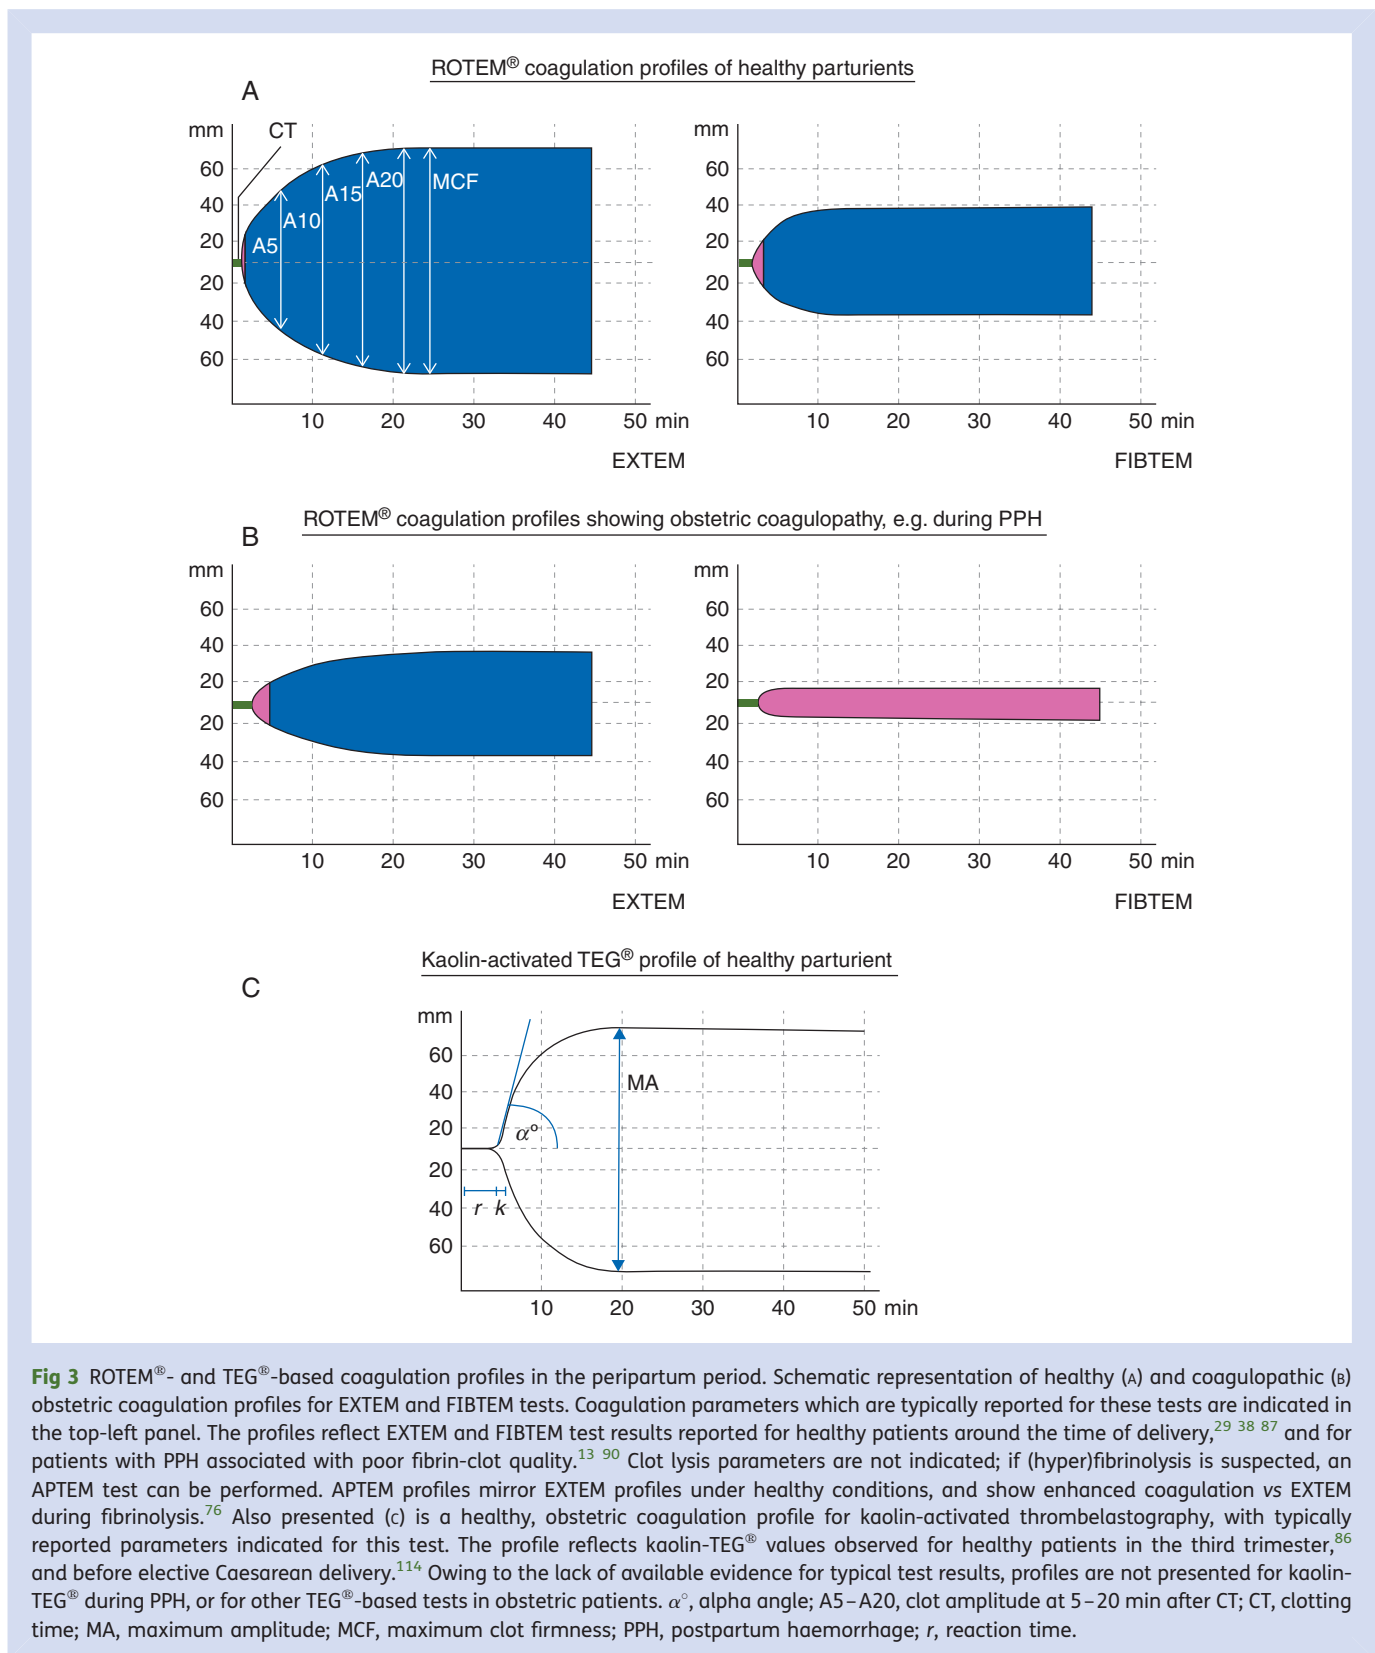 ROTEM® coagulation profiles of healthy parturients
A
mm
CT
60
40
20
20
40
60
A5
A10
A15
A20
MCF
10 20 30 40 50 min
EXTEM
mm
60
40
20
20
40
60
10 20 30 40 50 min
FIBTEM
ROTEM® coagulation profiles showing obstetric coagulopathy, e.g. during PPH
B
mm
60
40
20
20
40
60
10 20 30 40 50 min
EXTEM
mm
60
40
20
20
40
60
10 20 30 40 50 min
FIBTEM
Kaolin-activated TEG® profile of healthy parturient
C
mm
60
40
20
20
40
60
MA
α°
r k
10 20 30 40 50 min
Fig 3 ROTEM®- and TEG®-based coagulation profiles in the peripartum period. Schematic representation of healthy (A) and coagulopathic (B)
obstetric coagulation profiles for EXTEM and FIBTEM tests. Coagulation parameters which are typically reported for these tests are indicated in
the top-left panel. The profiles reflect EXTEM and FIBTEM test results reported for healthy patients around the time of delivery,29 38 87 and for
patients with PPH associated with poor fibrin-clot quality.13 90 Clot lysis parameters are not indicated; if (hyper)fibrinolysis is suspected, an
APTEM test can be performed. APTEM profiles mirror EXTEM profiles under healthy conditions, and show enhanced coagulation vs EXTEM
during fibrinolysis.76 Also presented (C) is a healthy, obstetric coagulation profile for kaolin-activated thrombelastography, with typically
reported parameters indicated for this test. The profile reflects kaolin-TEG® values observed for healthy patients in the third trimester,86
and before elective Caesarean delivery.114 Owing to the lack of available evidence for typical test results, profiles are not presented for kaolin-
TEG® during PPH, or for other TEG®-based tests in obstetric patients. α°, alpha angle; A5–A20, clot amplitude at 5–20 min after CT; CT, clotting
time; MA, maximum amplitude; MCF, maximum clot firmness; PPH, postpartum haemorrhage; r, reaction time.